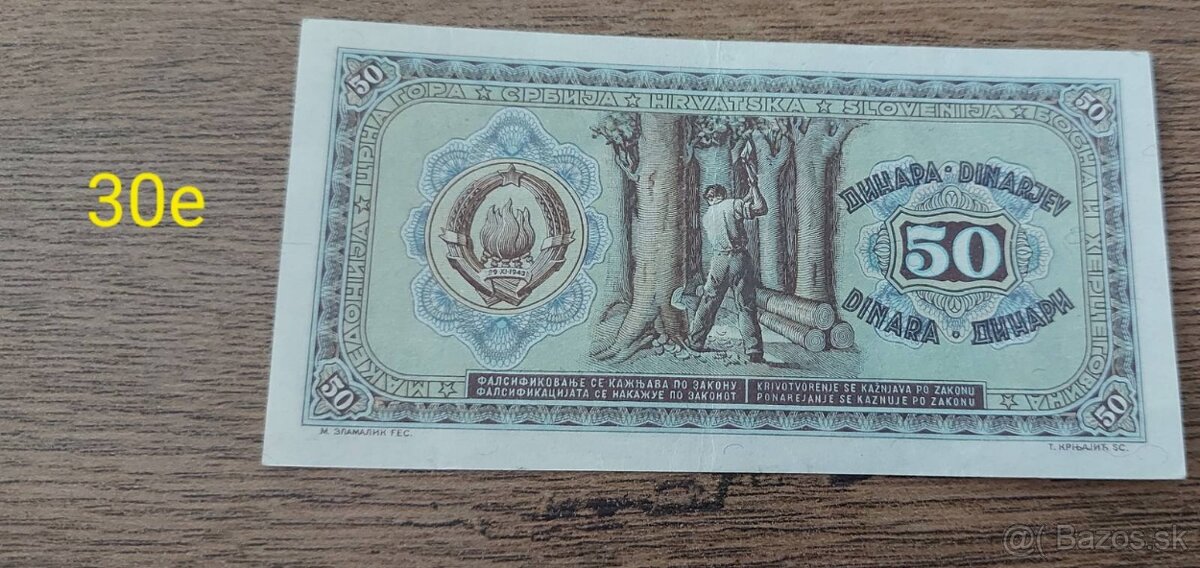 30e
50
50
МАКЕДОНИЈА ★ ЦРНА ГОРА ★ СРБИЈА ★ HRVATSKA ★ SLOVENIJA ★ БОСНА И ХЕРЦЕГОВИНА
ДИНАРА · DINARJEV
50
DINARA · ДИНАРИ
29·XI·1943
ФАЛСИФИКОВАЊЕ СЕ КАЖЊАВА ПО ЗАКОНУ
ФАЛСИФИКАЦИЈАТА СЕ НАКАЖУЕ ПО ЗАКОНОТ
KRIVOTVORENJE SE KAŽNJAVA PO ZAKONU
PONAREJANJE SE KAZNUJE PO ZAKONU
50
50
М. ЗЛАМАЛИК FEC.
Т. КРЊАЈИЋ SC.
@( Bazos.sk